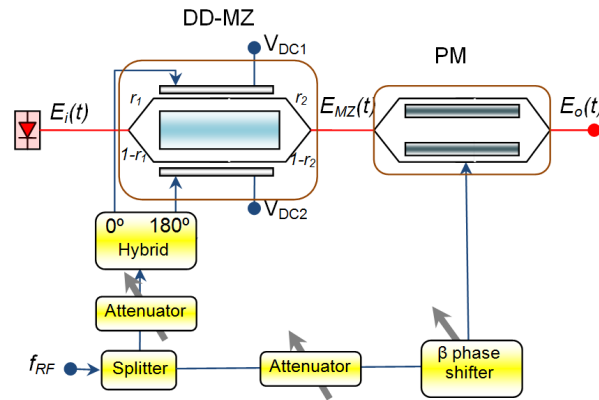 DD-MZ
V_DC1
PM
r_1
r_2
E_i(t)
E_MZ(t)
E_o(t)
1-r_1
1-r_2
V_DC2
0º 180º
Hybrid
Attenuator
β phase
shifter
f_RF
Splitter
Attenuator